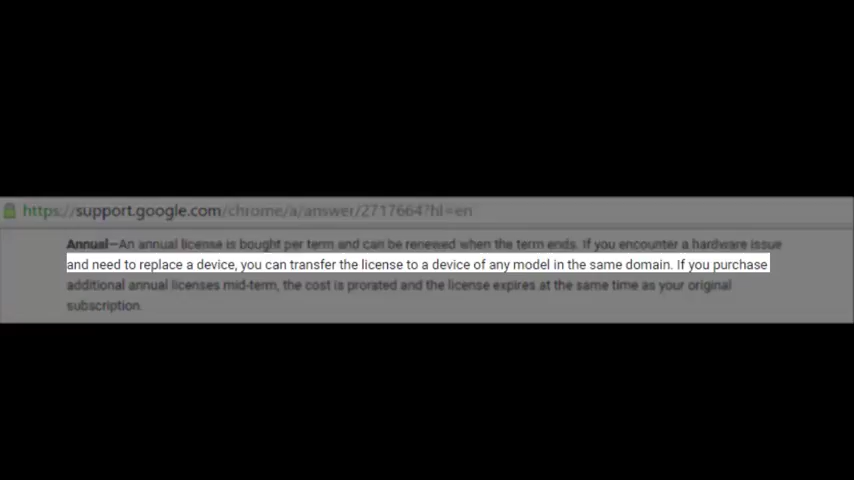 https://support.google.com/chrome/a/answer/2717664?hl=en
Annual—An annual license is bought per term and can be renewed when the term ends. If you encounter a hardware issue
and need to replace a device, you can transfer the license to a device of any model in the same domain. If you purchase
additional annual licenses mid-term, the cost is prorated and the license expires at the same time as your original
subscription.